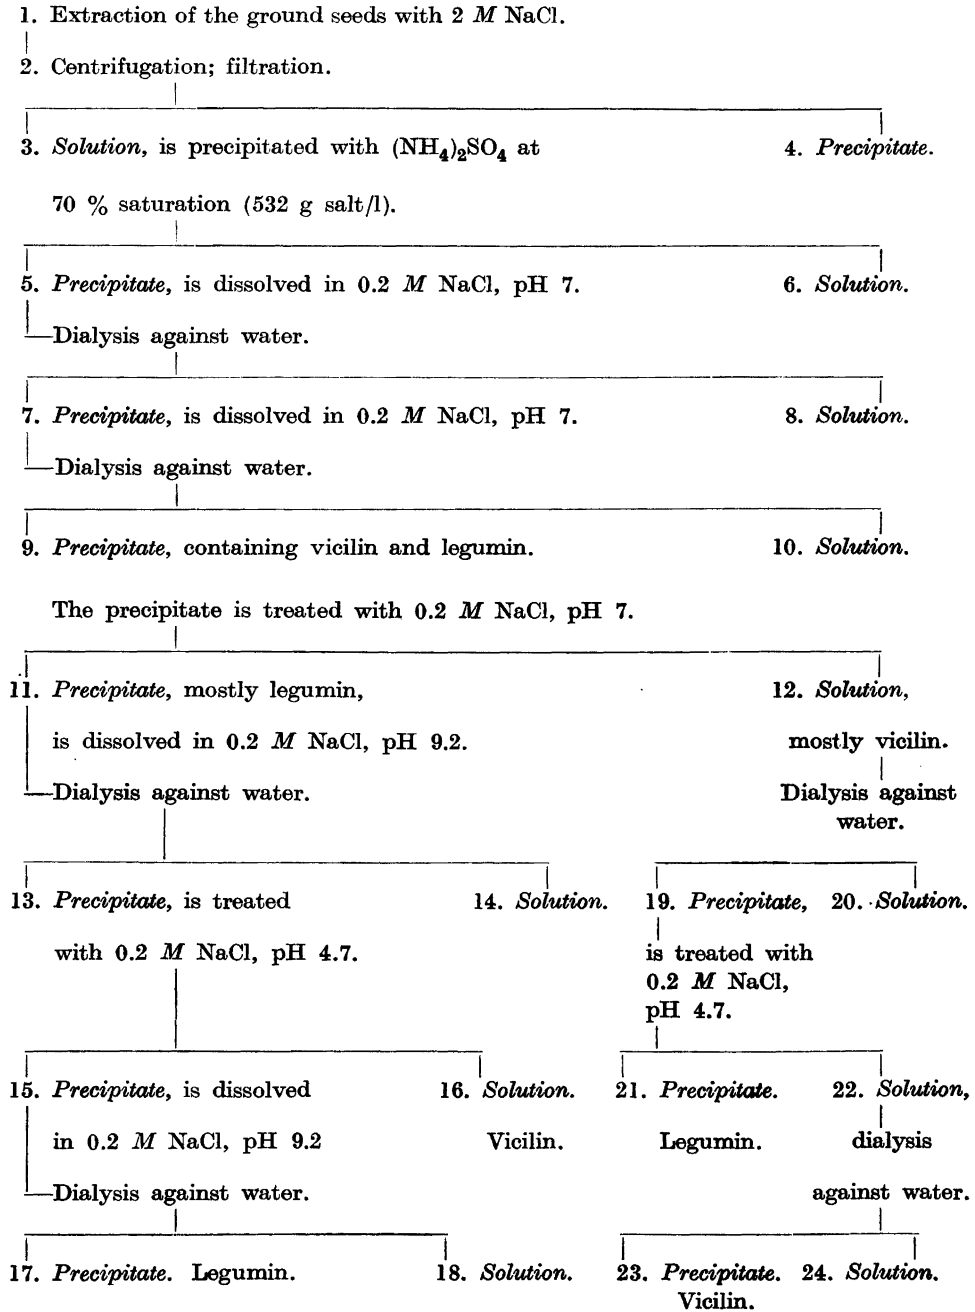 1. Extraction of the ground seeds with 2 M NaCl.
2. Centrifugation; filtration.
3. Solution, is precipitated with (NH₄)₂SO₄ at
4. Precipitate.
70 % saturation (532 g salt/l).
5. Precipitate, is dissolved in 0.2 M NaCl, pH 7.
6. Solution.
Dialysis against water.
7. Precipitate, is dissolved in 0.2 M NaCl, pH 7.
8. Solution.
Dialysis against water.
9. Precipitate, containing vicilin and legumin.
10. Solution.
The precipitate is treated with 0.2 M NaCl, pH 7.
11. Precipitate, mostly legumin,
is dissolved in 0.2 M NaCl, pH 9.2.
Dialysis against water.
12. Solution,
mostly vicilin.
Dialysis against
water.
13. Precipitate, is treated
with 0.2 M NaCl, pH 4.7.
14. Solution.
19. Precipitate,
is treated with
0.2 M NaCl,
pH 4.7.
20. Solution.
15. Precipitate, is dissolved
in 0.2 M NaCl, pH 9.2
Dialysis against water.
16. Solution.
Vicilin.
21. Precipitate.
Legumin.
22. Solution,
dialysis
against water.
17. Precipitate. Legumin.
18. Solution.
23. Precipitate.
Vicilin.
24. Solution.